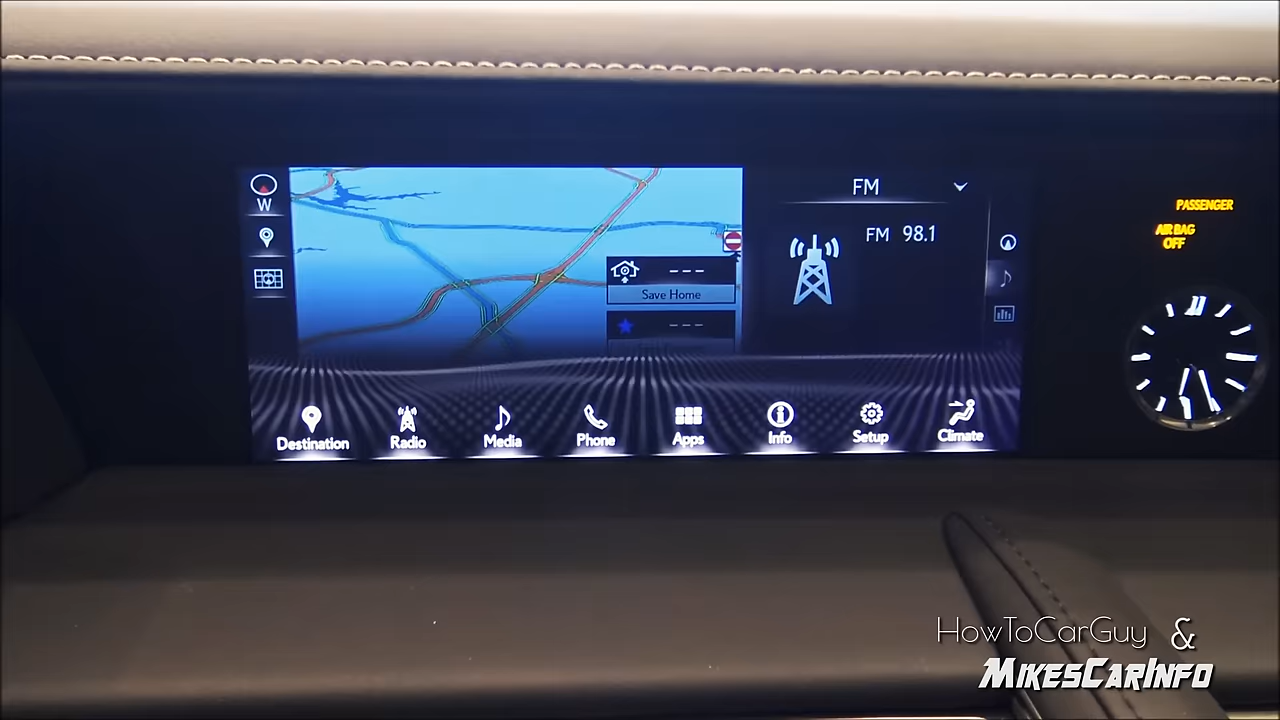 W
FM
FM 98.1
- - -
Save Home
- - -
PASSENGER
AIR BAG
OFF
Destination
Radio
Media
Phone
Apps
Info
Setup
Climate
HowToCarGuy &
MikesCarInfo